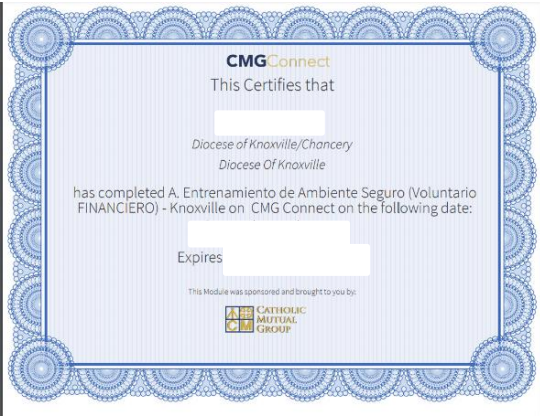 CMGConnect
This Certifies that
Diocese of Knoxville/Chancery
Diocese Of Knoxville
has completed A. Entrenamiento de Ambiente Seguro (Voluntario
FINANCIERO) - Knoxville on CMG Connect on the following date:
Expires
This Module was sponsored and brought to you by:
CATHOLIC
MUTUAL
GROUP